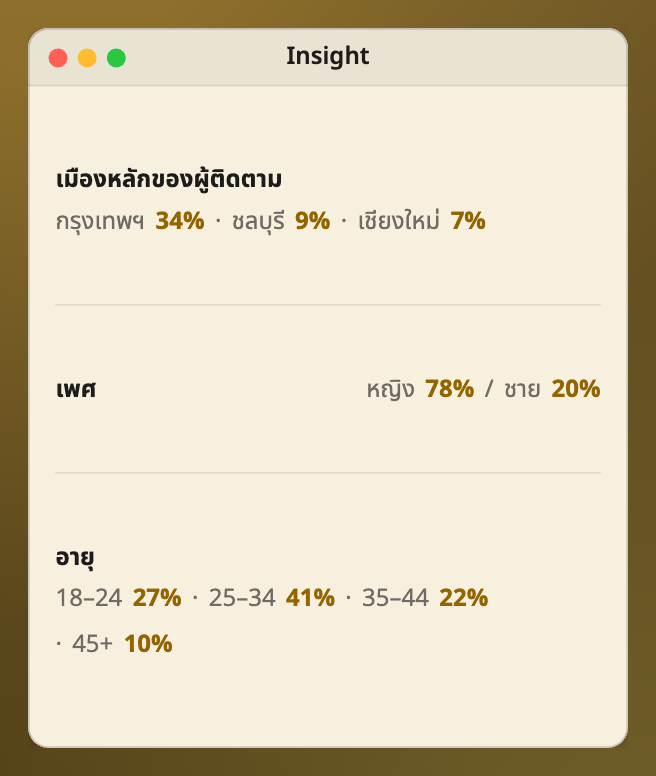 Insight
เมืองหลักของผู้ติดตาม
กรุงเทพฯ 34% · ชลบุรี 9% · เชียงใหม่ 7%
เพศ หญิง 78% / ชาย 20%
อายุ
18–24 27% · 25–34 41% · 35–44 22%
· 45+ 10%